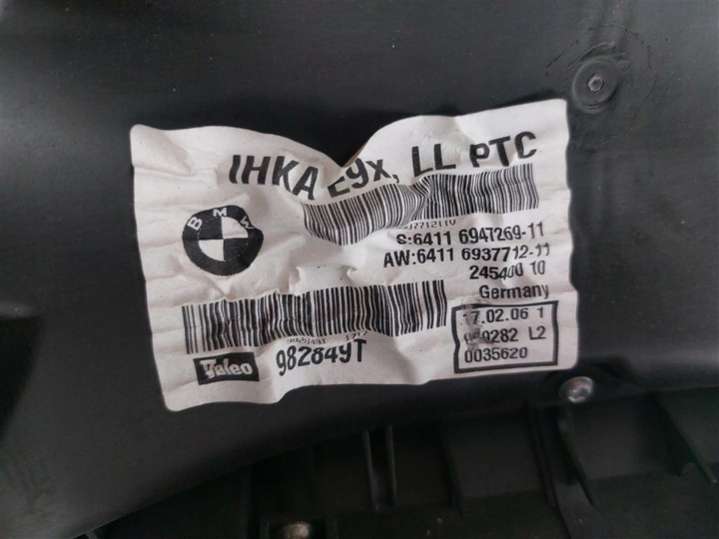 IHKA E9x, LL PTC
BMW
S:6411 6947269-11
AW:6411 6937712-11
245400 10
Germany
17.02.06 1
L2
0035620
Valeo
982849T